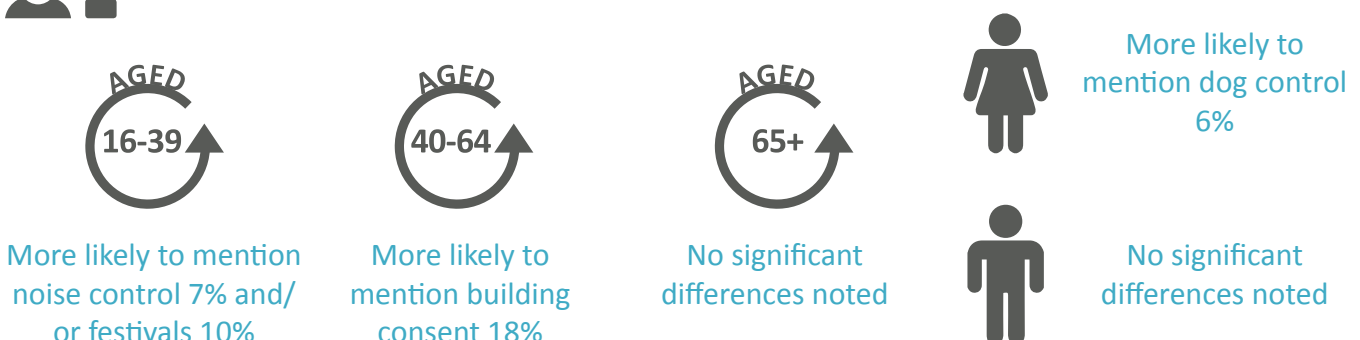 AGED
16-39
More likely to mention
noise control 7% and/
or festivals 10%
AGED
40-64
More likely to
mention building
consent 18%
AGED
65+
No significant
differences noted
More likely to
mention dog control
6%
No significant
differences noted